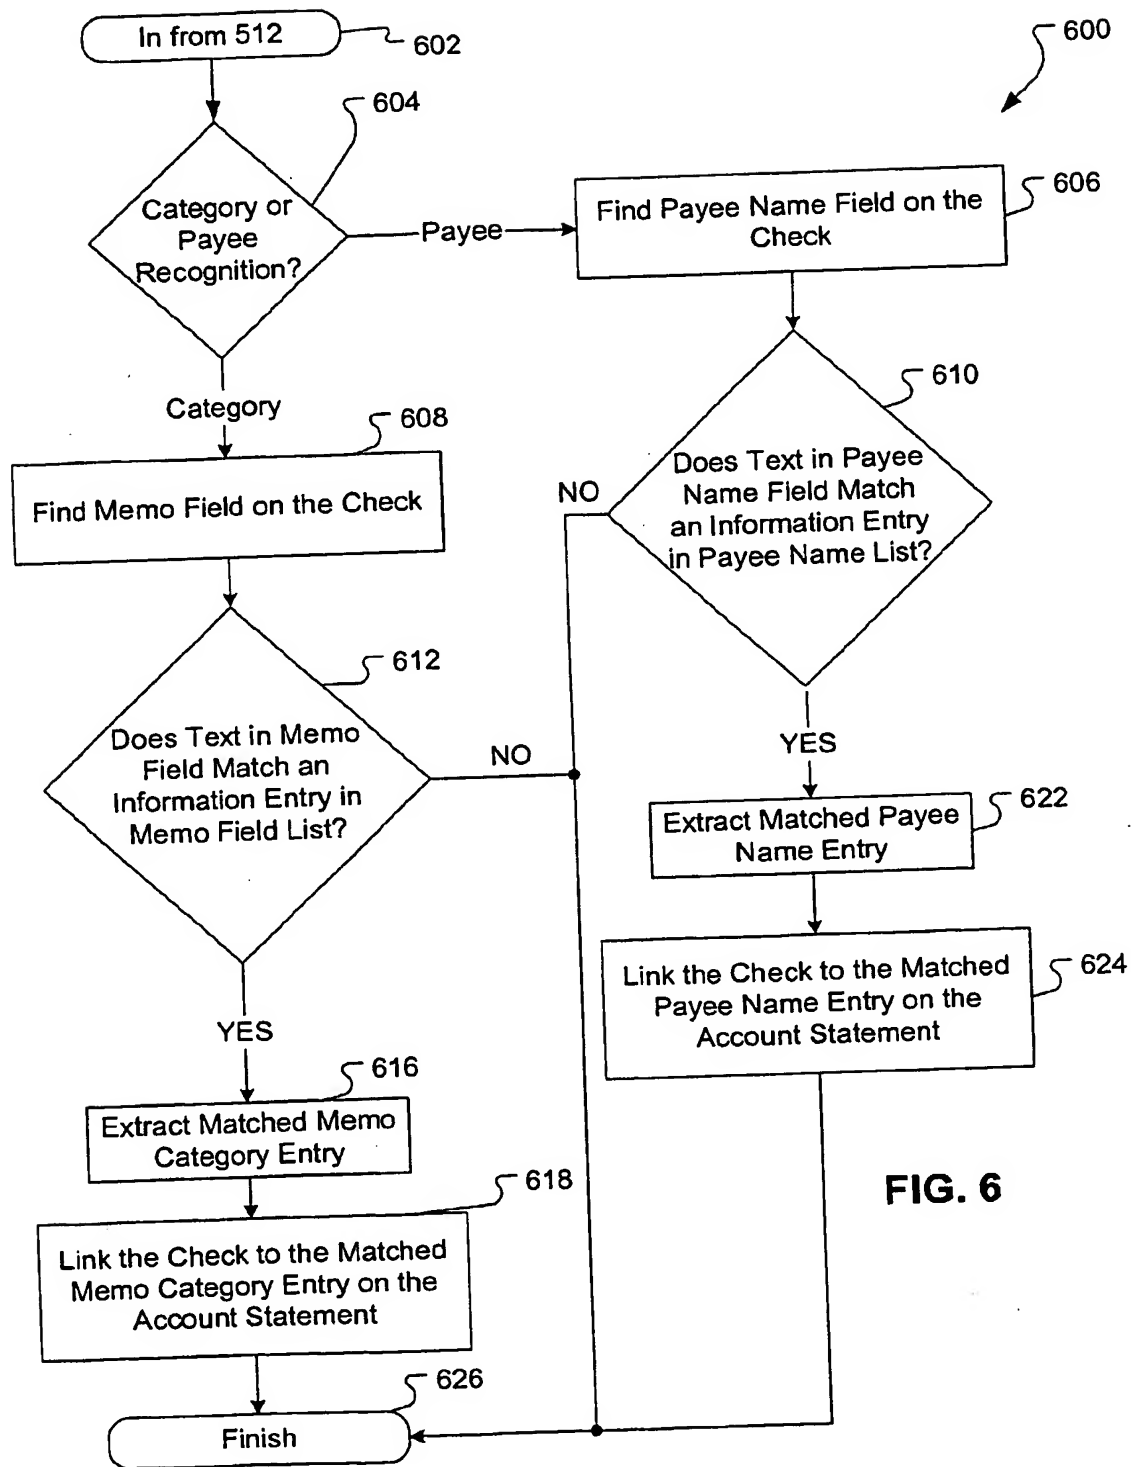 In from 512
602
600
604
Category or
Payee
Recognition?
Payee
606
Find Payee Name Field on the
Check
Category
608
Find Memo Field on the Check
610
Does Text in Payee
Name Field Match
an Information Entry
in Payee Name List?
NO
612
Does Text in Memo
Field Match an
Information Entry in
Memo Field List?
NO
YES
622
Extract Matched Payee
Name Entry
624
Link the Check to the Matched
Payee Name Entry on the
Account Statement
YES
616
Extract Matched Memo
Category Entry
618
Link the Check to the Matched
Memo Category Entry on the
Account Statement
FIG. 6
626
Finish